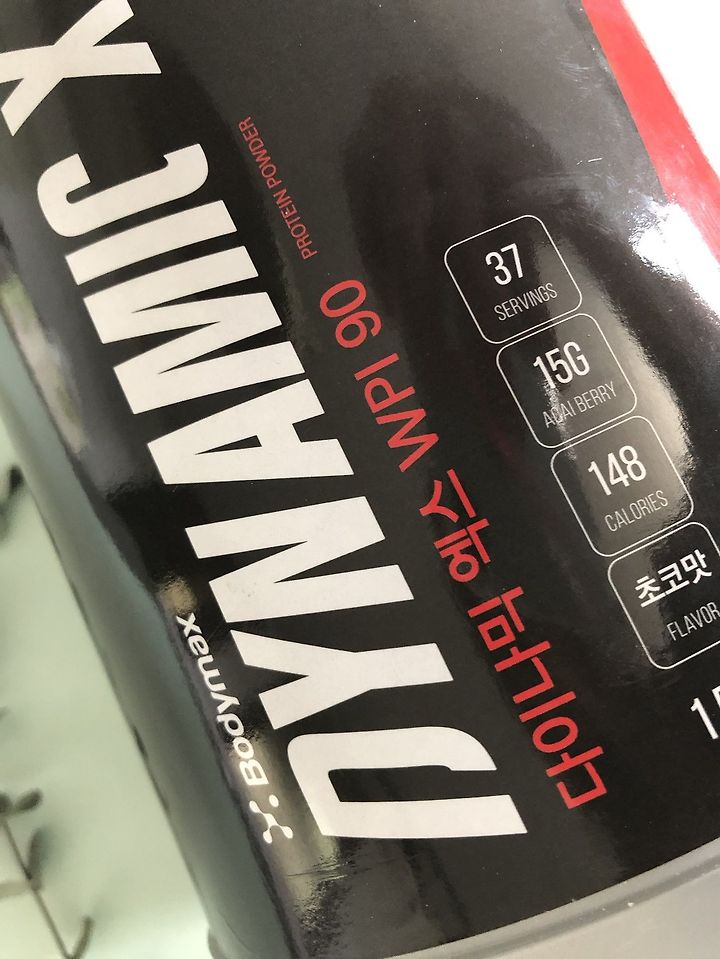 Bodymax
DYNAMIC X
PROTEIN POWDER
다이나믹 엑스 WPI 90
37
SERVINGS
15G
ACAI BERRY
148
CALORIES
초코맛
FLAVOR